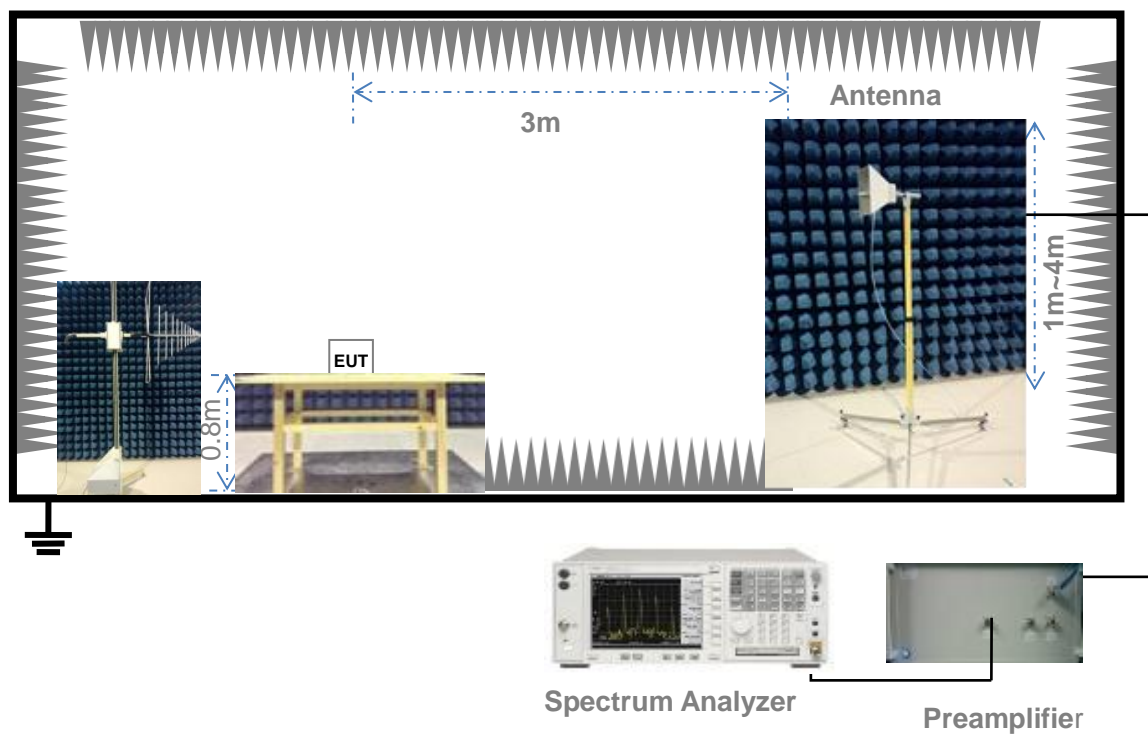 Antenna
3m
1m~4m
EUT
0.8m
Spectrum Analyzer
Preamplifier